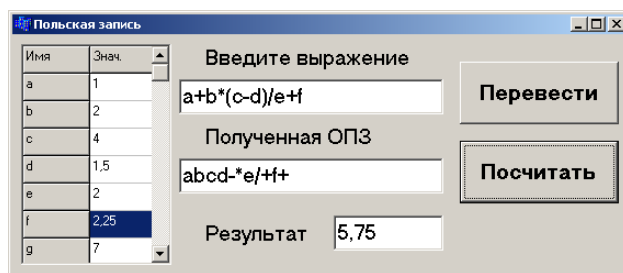 Польская запись
Имя Знач.
a 1
b 2
c 4
d 1,5
e 2
f 2,25
g 7
Введите выражение
a+b*(c-d)/e+f
Полученная ОПЗ
abcd-*e/+f+
Результат 5,75
Перевести
Посчитать